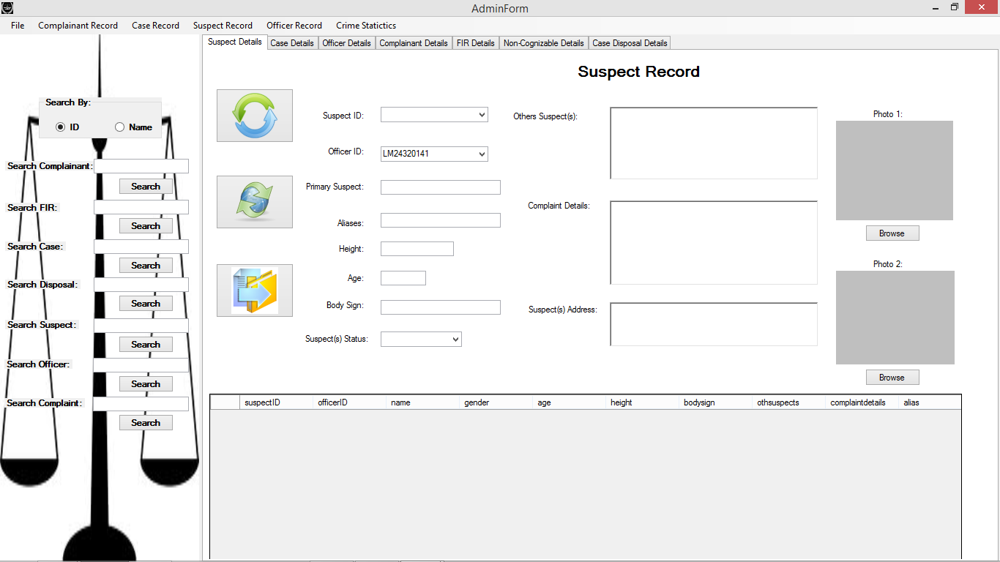 AdminForm
File Complainant Record Case Record Suspect Record Officer Record Crime Statictics
Suspect Details Case Details Officer Details Complainant Details FIR Details Non-Cognizable Details Case Disposal Details
Search By:
ID Name
Search Complainant:
Search
Search FIR:
Search
Search Case:
Search
Search Disposal:
Search
Search Suspect:
Search
Search Officer:
Search
Search Complaint:
Search
Suspect Record
Suspect ID:
Officer ID: LM24320141
Primary Suspect:
Aliases:
Height:
Age:
Body Sign:
Suspect(s) Status:
Others Suspect(s):
Complaint Details:
Suspect(s) Address:
Photo 1:
Browse
Photo 2:
Browse
suspectID officerID name gender age height bodysign othsuspects complaintdetails alias